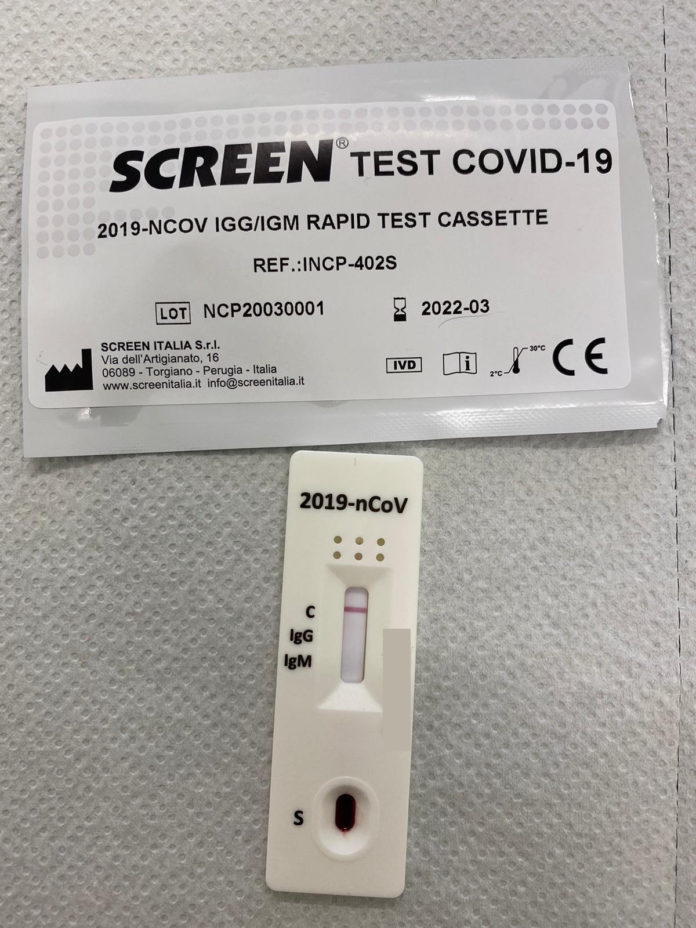 SCREEN® TEST COVID-19
2019-NCOV IGG/IGM RAPID TEST CASSETTE
REF.:INCP-402S
LOT NCP20030001 2022-03
SCREEN ITALIA S.r.l.
Via dell'Artigianato, 16
06089 - Torgiano - Perugia - Italia
www.screenitalia.it info@screenitalia.it
IVD i 2°C 30°C CE
2019-nCoV
C
IgG
IgM
S